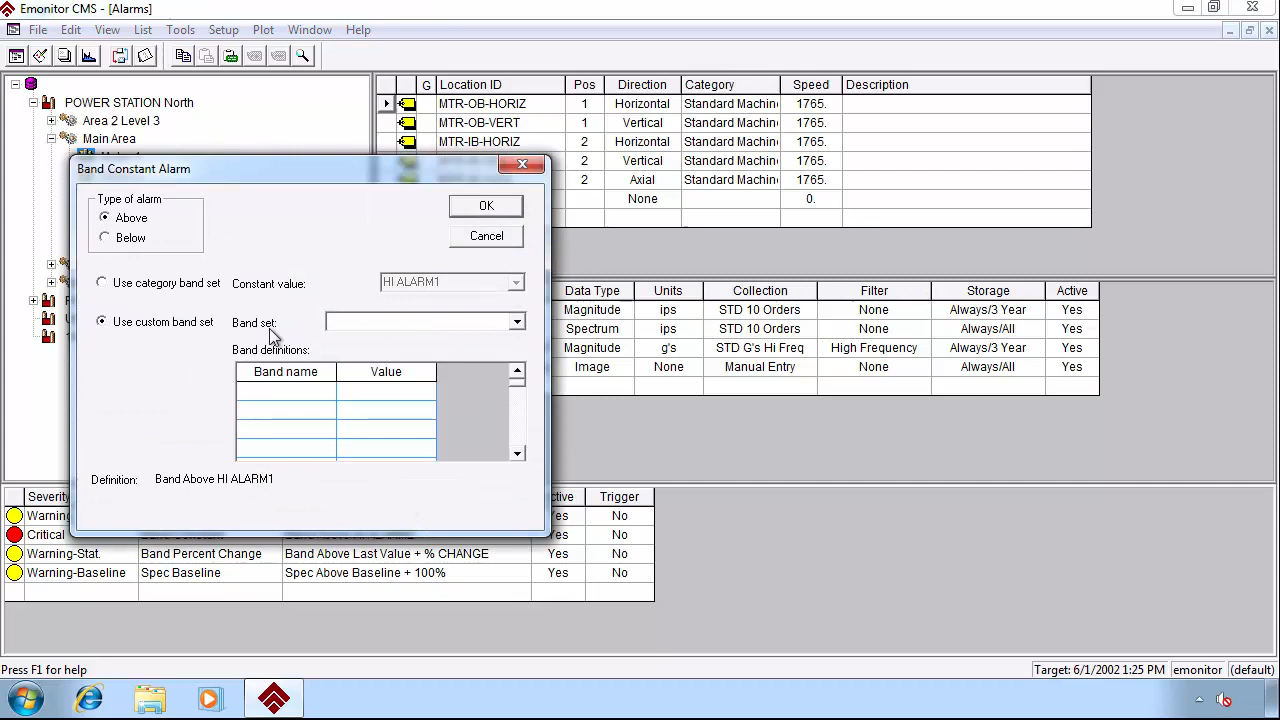 Emonitor CMS - [Alarms]
File Edit View List Tools Setup Plot Window Help
POWER STATION North
Area 2 Level 3
Main Area
G Location ID Pos Direction Category Speed Description
MTR-OB-HORIZ 1 Horizontal Standard Machin 1765.
MTR-OB-VERT 1 Vertical Standard Machin 1765.
MTR-IB-HORIZ 2 Horizontal Standard Machin 1765.
2 Vertical Standard Machin 1765.
2 Axial Standard Machin 1765.
None 0.
Band Constant Alarm
Type of alarm
Above
Below
OK
Cancel
Use category band set Constant value: HI ALARM1
Use custom band set Band set:
Band definitions:
Band name Value
Definition: Band Above HI ALARM1
Data Type Units Collection Filter Storage Active
Magnitude ips STD 10 Orders None Always/3 Year Yes
Spectrum ips STD 10 Orders None Always/All Yes
Magnitude g's STD G's Hi Freq High Frequency Always/3 Year Yes
Image None Manual Entry None Always/All Yes
Severity Trigger
Warning Yes No
Critical Yes No
Warning-Stat. Band Percent Change Band Above Last Value + % CHANGE Yes No
Warning-Baseline Spec Baseline Spec Above Baseline + 100% Yes No
Press F1 for help
Target: 6/1/2002 1:25 PM emonitor (default)